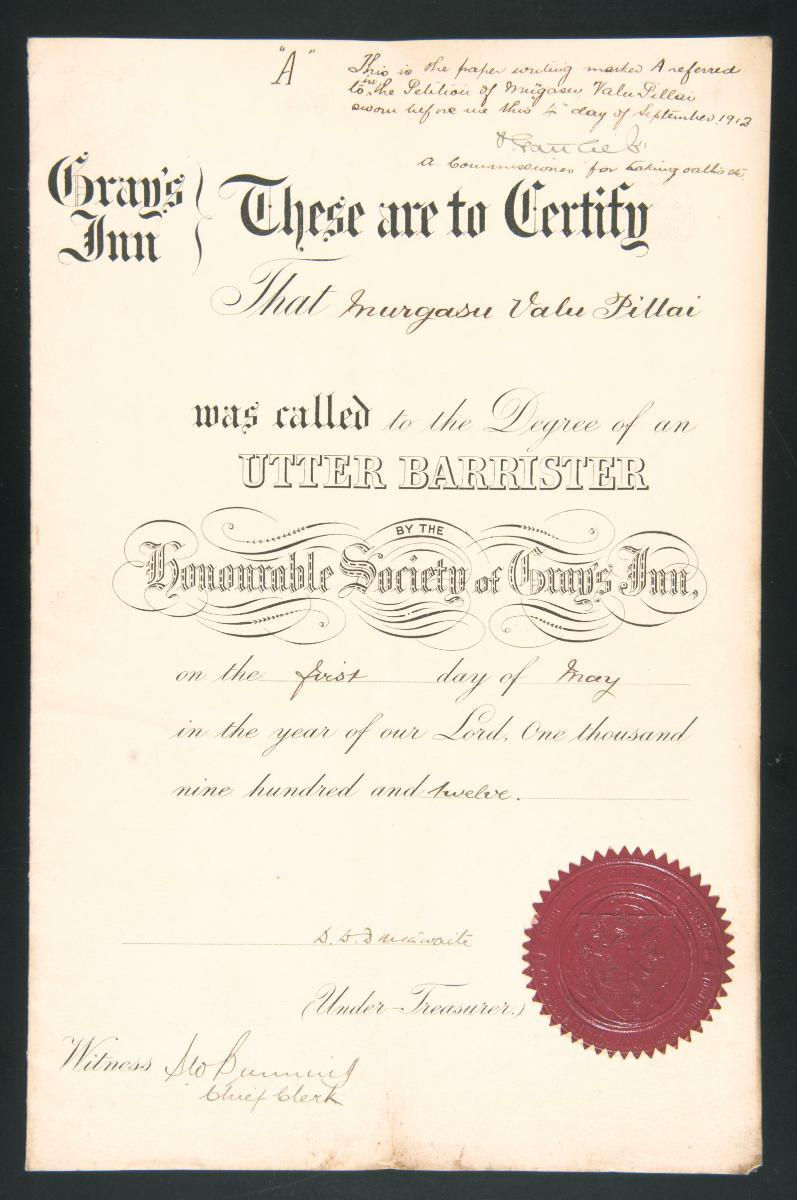 "A"
This is the paper writing marked A referred
to in the Petition of Mugasu Valu Pillai
sworn before me this 4th day of September. 1912
a Commissioner for taking oaths &c.
Gray's
Inn
These are to Certify
That Murgasu Valu Pillai
was called to the Degree of an
UTTER BARRISTER
BY THE
Honourable Society of Gray's Inn,
on the first day of May
in the year of our Lord, One thousand
nine hundred and twelve.
(Under-Treasurer.)
Witness
Chief Clerk